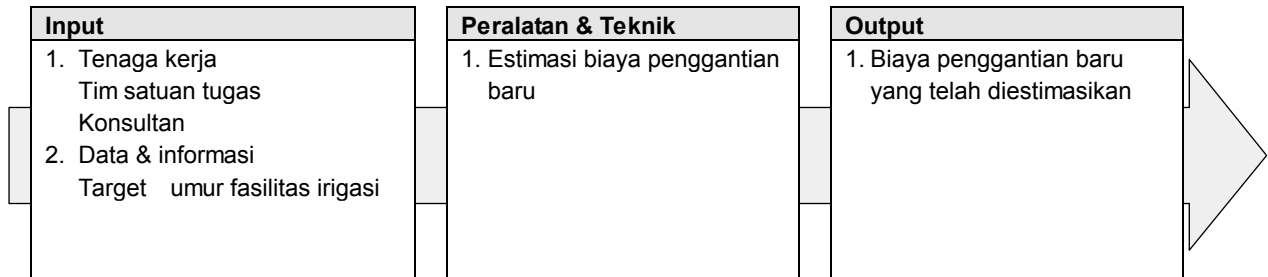 Input
1. Tenaga kerja
Tim satuan tugas
Konsultan
2. Data & informasi
Target umur fasilitas irigasi
Peralatan & Teknik
1. Estimasi biaya penggantian
baru
Output
1. Biaya penggantian baru
yang telah diestimasikan